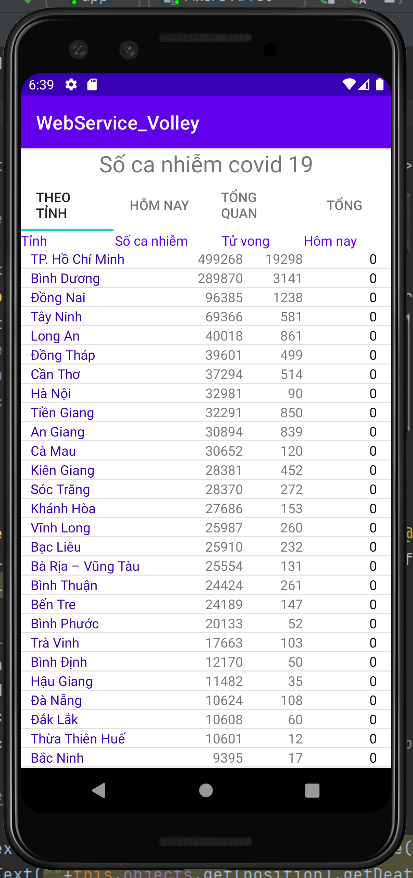 app
6:39
WebService_Volley
Số ca nhiễm covid 19
THEO TỈNH HÔM NAY TỔNG QUAN TỔNG
Tỉnh Số ca nhiễm Tử vong Hôm nay
TP. Hồ Chí Minh 499268 19298 0
Bình Dương 289870 3141 0
Đồng Nai 96385 1238 0
Tây Ninh 69366 581 0
Long An 40018 861 0
Đồng Tháp 39601 499 0
Cần Thơ 37294 514 0
Hà Nội 32981 90 0
Tiền Giang 32291 850 0
An Giang 30894 839 0
Cà Mau 30652 120 0
Kiên Giang 28381 452 0
Sóc Trăng 28370 272 0
Khánh Hòa 27686 153 0
Vĩnh Long 25987 260 0
Bạc Liêu 25910 232 0
Bà Rịa – Vũng Tàu 25554 131 0
Bình Thuận 24424 261 0
Bến Tre 24189 147 0
Bình Phước 20133 52 0
Trà Vinh 17663 103 0
Bình Định 12170 50 0
Hậu Giang 11482 35 0
Đà Nẵng 10624 108 0
Đắk Lắk 10608 60 0
Thừa Thiên Huế 10601 12 0
Bắc Ninh 9395 17 0
Text(""+this.objects.get(position).getDeat